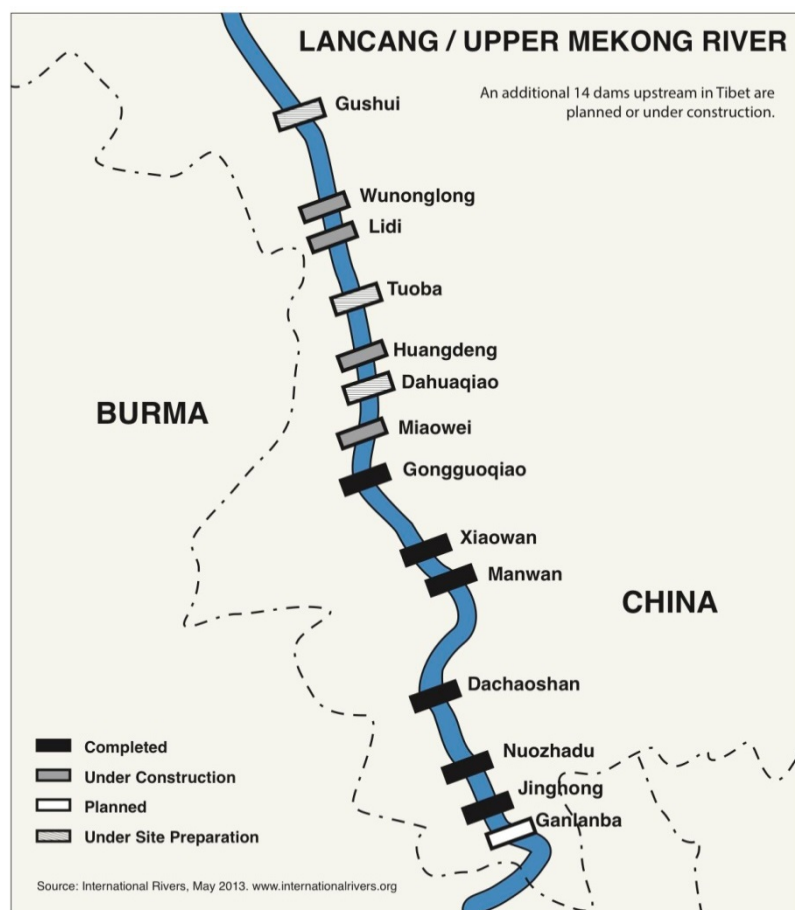 LANCANG / UPPER MEKONG RIVER
An additional 14 dams upstream in Tibet are
planned or under construction.
Gushui
Wunonglong
Lidi
Tuoba
Huangdeng
Dahuaqiao
BURMA
Miaowei
Gongguoqiao
Xiaowan
Manwan
CHINA
Dachaoshan
Nuozhadu
Jinghong
Ganlanba
Completed
Under Construction
Planned
Under Site Preparation
Source: International Rivers, May 2013. www.internationalrivers.org